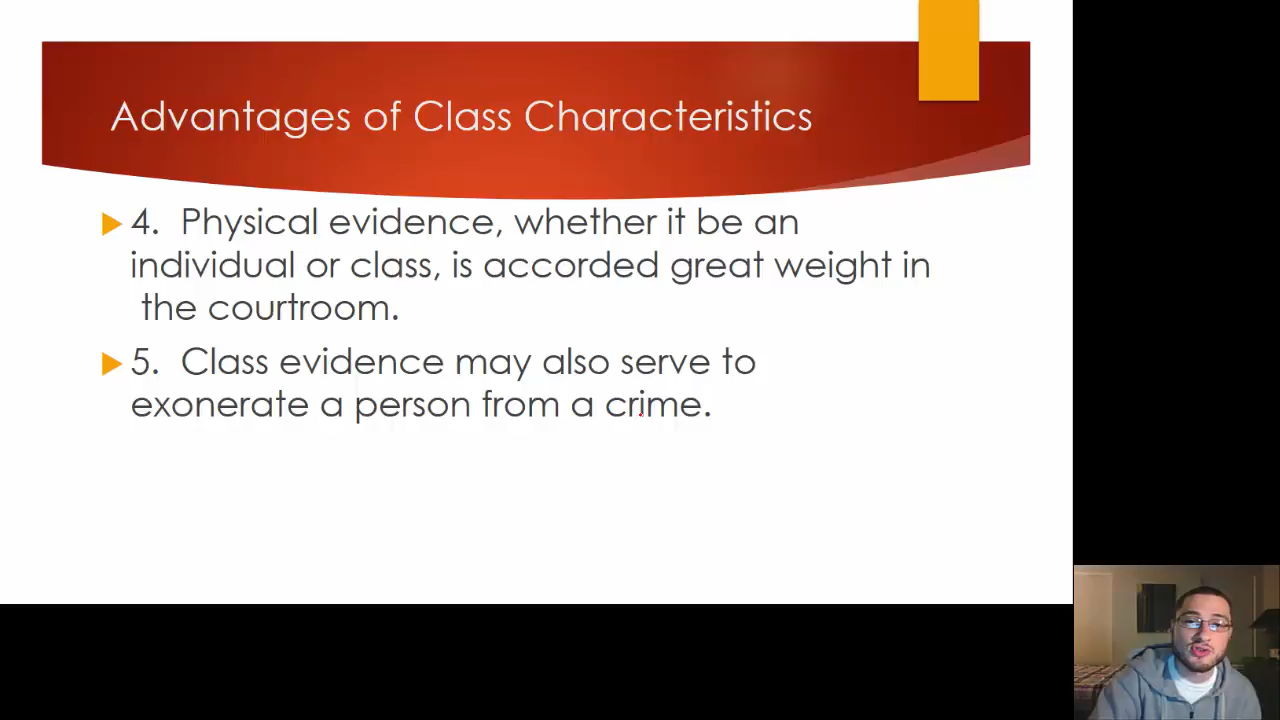 Advantages of Class Characteristics
4. Physical evidence, whether it be an
individual or class, is accorded great weight in
the courtroom.
5. Class evidence may also serve to
exonerate a person from a crime.